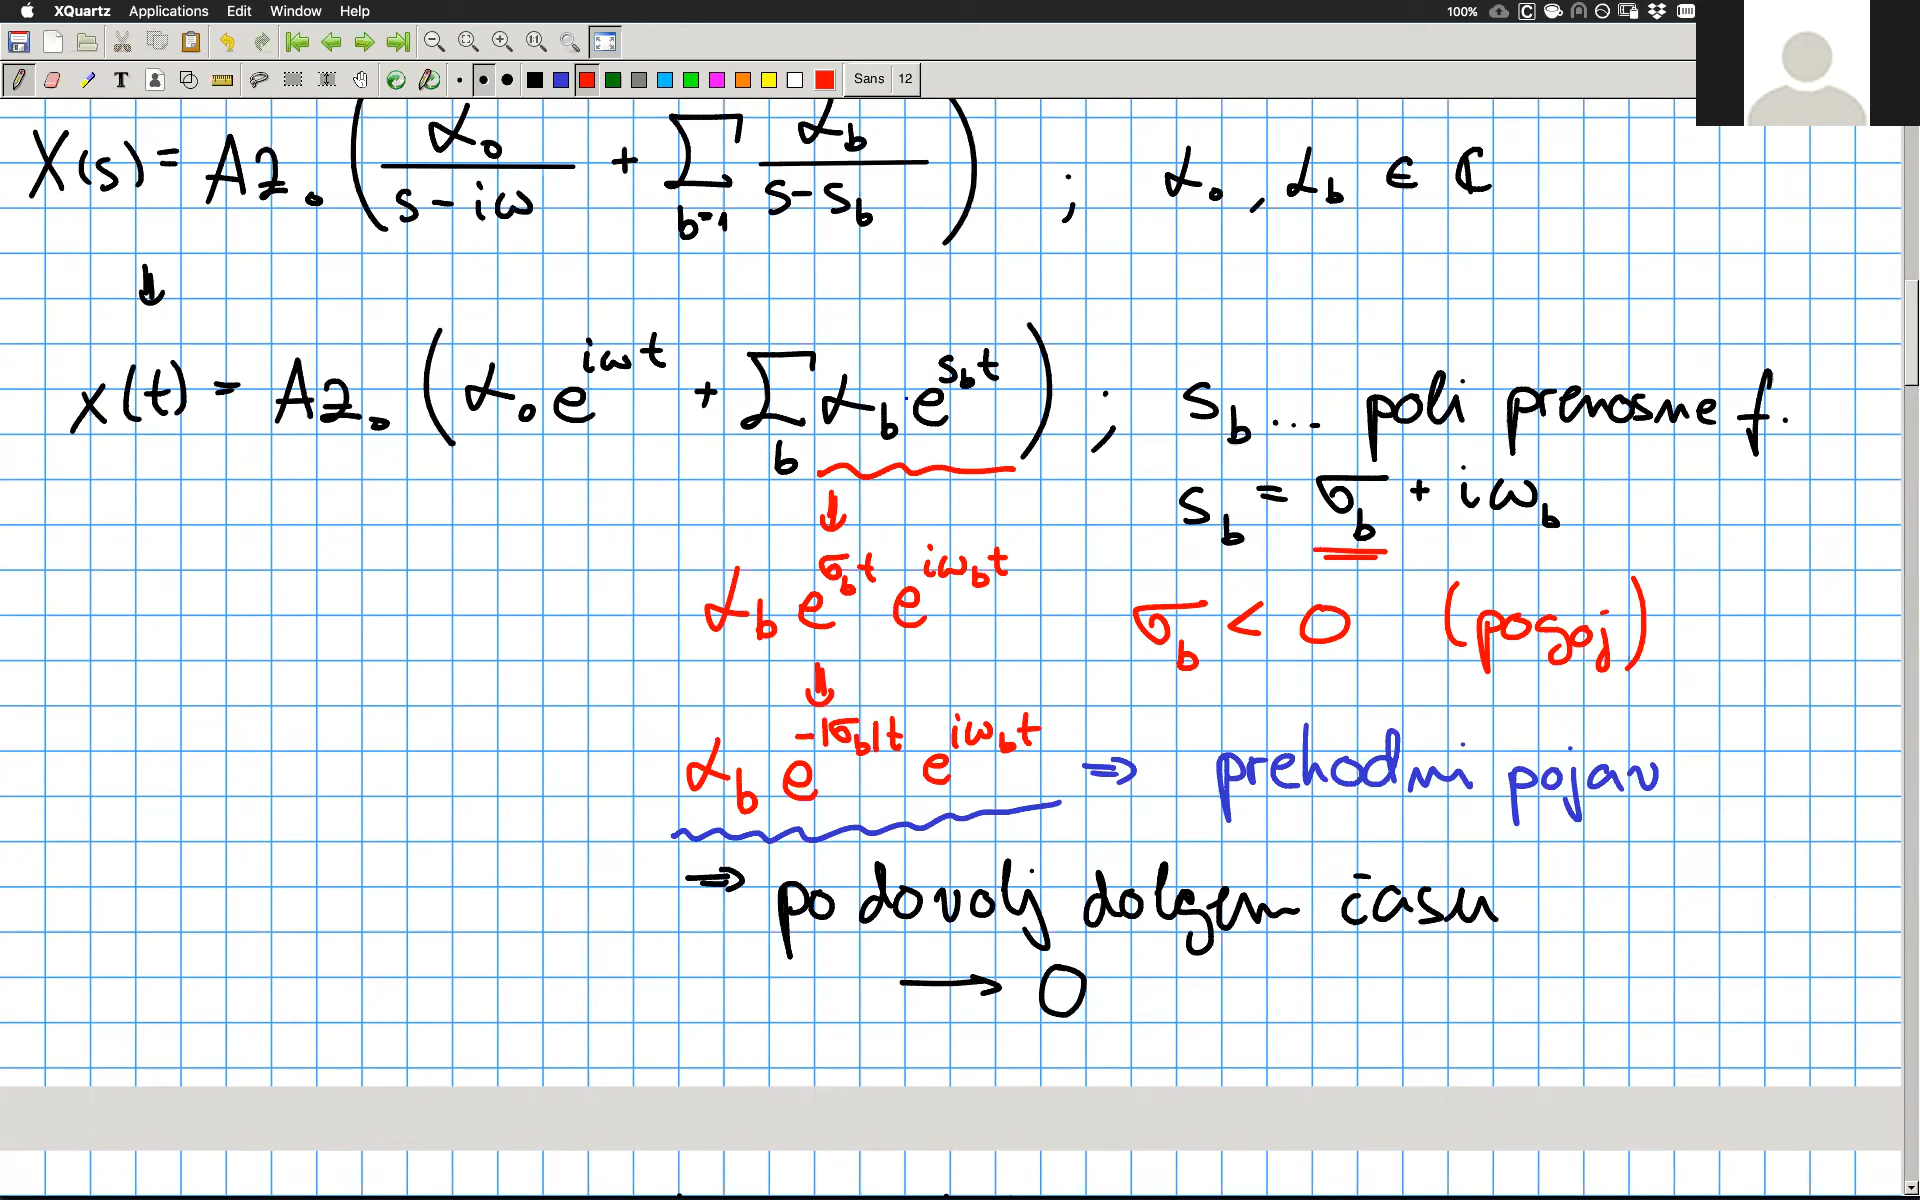 XQuartz Applications Edit Window Help 100%
Sans 12
X(s) = Az₀ ( α₀/(s-iω) + ∑_{b=1} α_b/(s-s_b) ) ; α₀, α_b ∈ ℂ
↓
x(t) = Az₀ ( α₀ e^{iωt} + ∑_b α_b e^{s_b t} ) ; s_b ... poli prenosne f.
s_b = σ_b + iω_b
↓
α_b e^{σ_b t} e^{iω_b t} σ_b < 0 (pogoj)
↓
α_b e^{-|σ_b|t} e^{iω_b t} ⇒ prehodni pojav
⇒ po dovolj dolgem času
→ 0